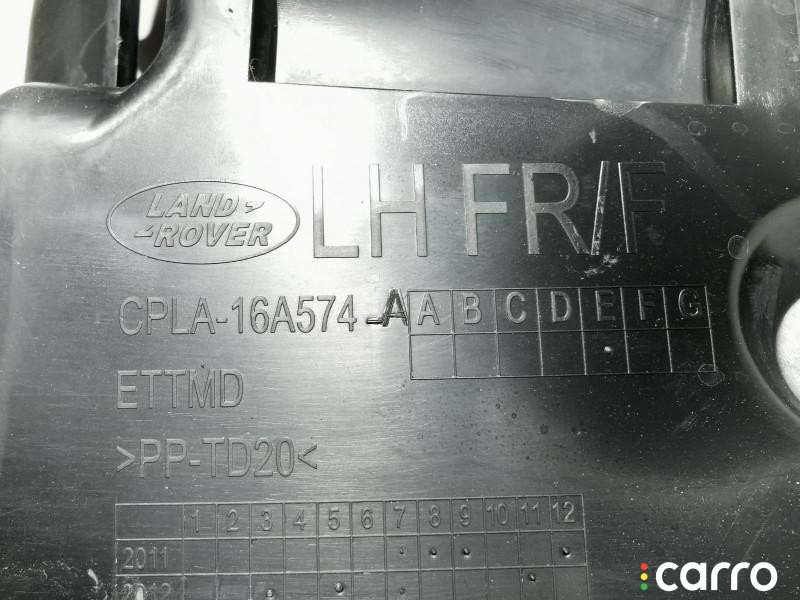 LAND ROVER
LH FR/F
CPLA-16A574-A
A B C D E F G
ETTMD
>PP-TD20<
1 2 3 4 5 6 7 8 9 10 11 12
2011
2012
carro